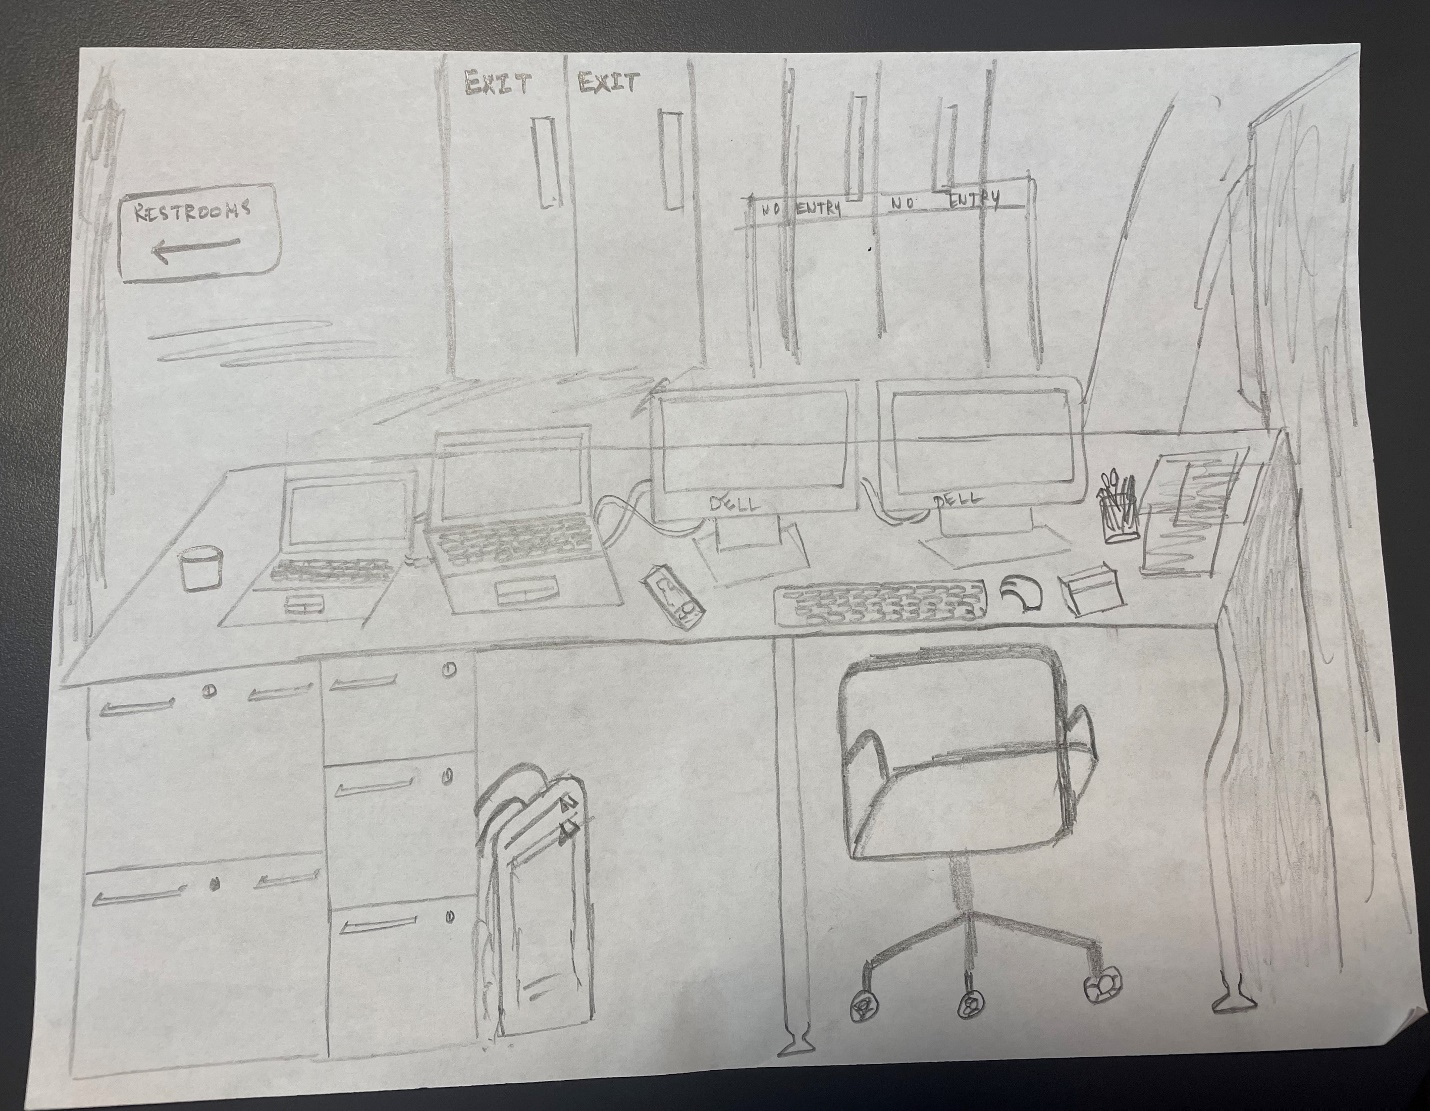 EXIT EXIT
RESTROOMS
NO ENTRY NO ENTRY
DELL DELL